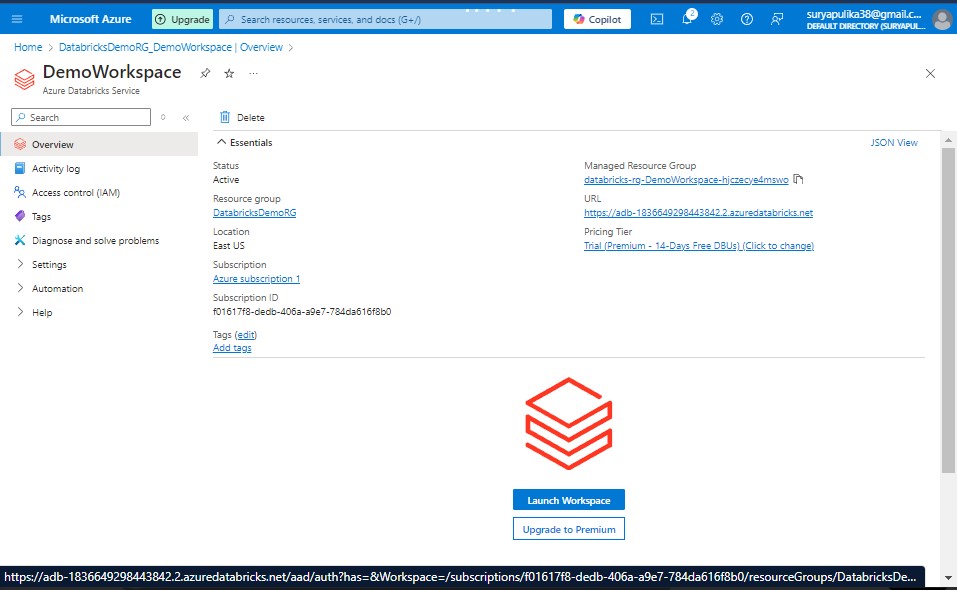 Microsoft Azure
Upgrade
Search resources, services, and docs (G+/)
Copilot
2
suryapulika38@gmail.c...
DEFAULT DIRECTORY (SURYAPUL...
Home > DatabricksDemoRG_DemoWorkspace | Overview >
DemoWorkspace
...
Azure Databricks Service
Search
Delete
Overview
Activity log
Access control (IAM)
Tags
Diagnose and solve problems
Settings
Automation
Help
Essentials
JSON View
Status
Active
Resource group
DatabricksDemoRG
Location
East US
Subscription
Azure subscription 1
Subscription ID
f01617f8-dedb-406a-a9e7-784da616f8b0
Tags (edit)
Add tags
Managed Resource Group
databricks-rg-DemoWorkspace-hjczecye4mswo
URL
https://adb-1836649298443842.2.azuredatabricks.net
Pricing Tier
Trial (Premium - 14-Days Free DBUs) (Click to change)
Launch Workspace
Upgrade to Premium
https://adb-1836649298443842.2.azuredatabricks.net/aad/auth?has=&Workspace=/subscriptions/f01617f8-dedb-406a-a9e7-784da616f8b0/resourceGroups/DatabricksDe...